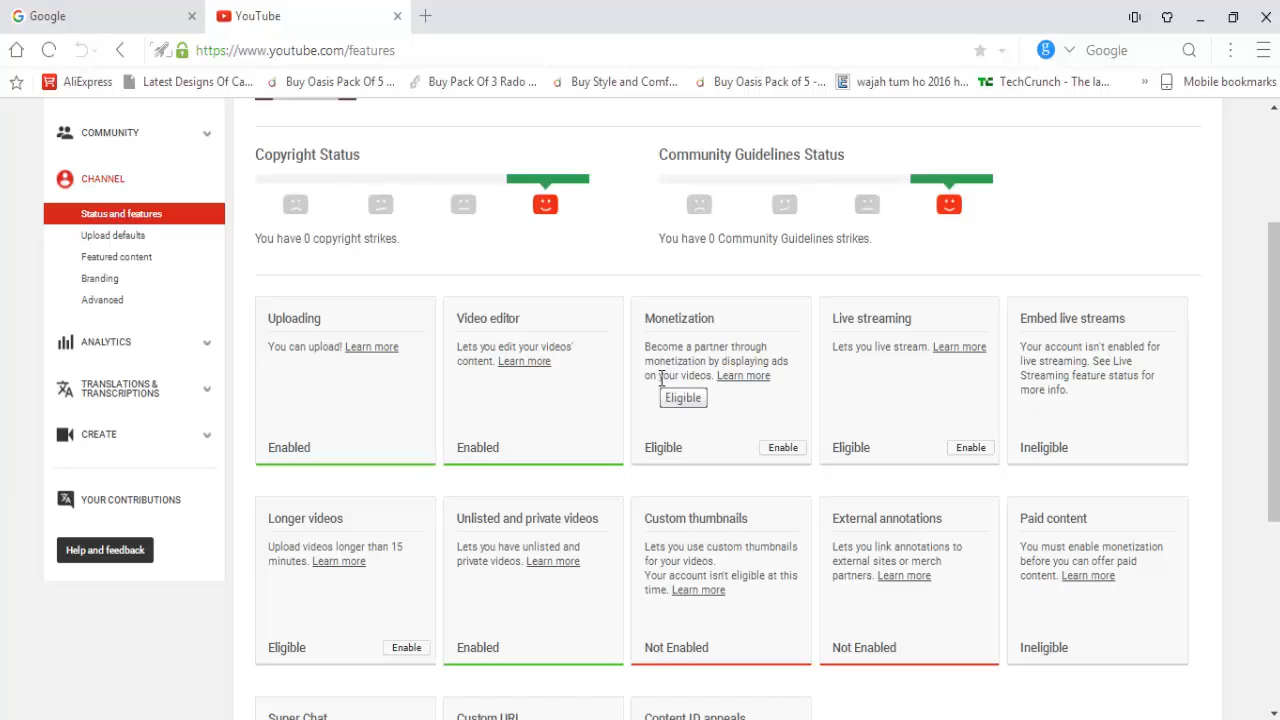 Google
YouTube
https://www.youtube.com/features
Google
AliExpress
Latest Designs Of Ca...
Buy Oasis Pack Of 5 ...
Buy Pack Of 3 Rado ...
Buy Style and Comf...
Buy Oasis Pack of 5 -...
wajah tum ho 2016 h...
TechCrunch - The la...
Mobile bookmarks
COMMUNITY
CHANNEL
Status and features
Upload defaults
Featured content
Branding
Advanced
ANALYTICS
TRANSLATIONS &
TRANSCRIPTIONS
CREATE
YOUR CONTRIBUTIONS
Help and feedback
Copyright Status
You have 0 copyright strikes.
Community Guidelines Status
You have 0 Community Guidelines strikes.
Uploading
You can upload! Learn more
Enabled
Video editor
Lets you edit your videos'
content. Learn more
Enabled
Monetization
Become a partner through
monetization by displaying ads
on your videos. Learn more
Eligible
Eligible
Enable
Live streaming
Lets you live stream. Learn more
Eligible
Enable
Embed live streams
Your account isn't enabled for
live streaming. See Live
Streaming feature status for
more info.
Ineligible
Longer videos
Upload videos longer than 15
minutes. Learn more
Eligible
Enable
Unlisted and private videos
Lets you have unlisted and
private videos. Learn more
Enabled
Custom thumbnails
Lets you use custom thumbnails
for your videos.
Your account isn't eligible at this
time. Learn more
Not Enabled
External annotations
Lets you link annotations to
external sites or merch
partners. Learn more
Not Enabled
Paid content
You must enable monetization
before you can offer paid
content. Learn more
Ineligible
Super Chat
Custom URL
Content ID appeals